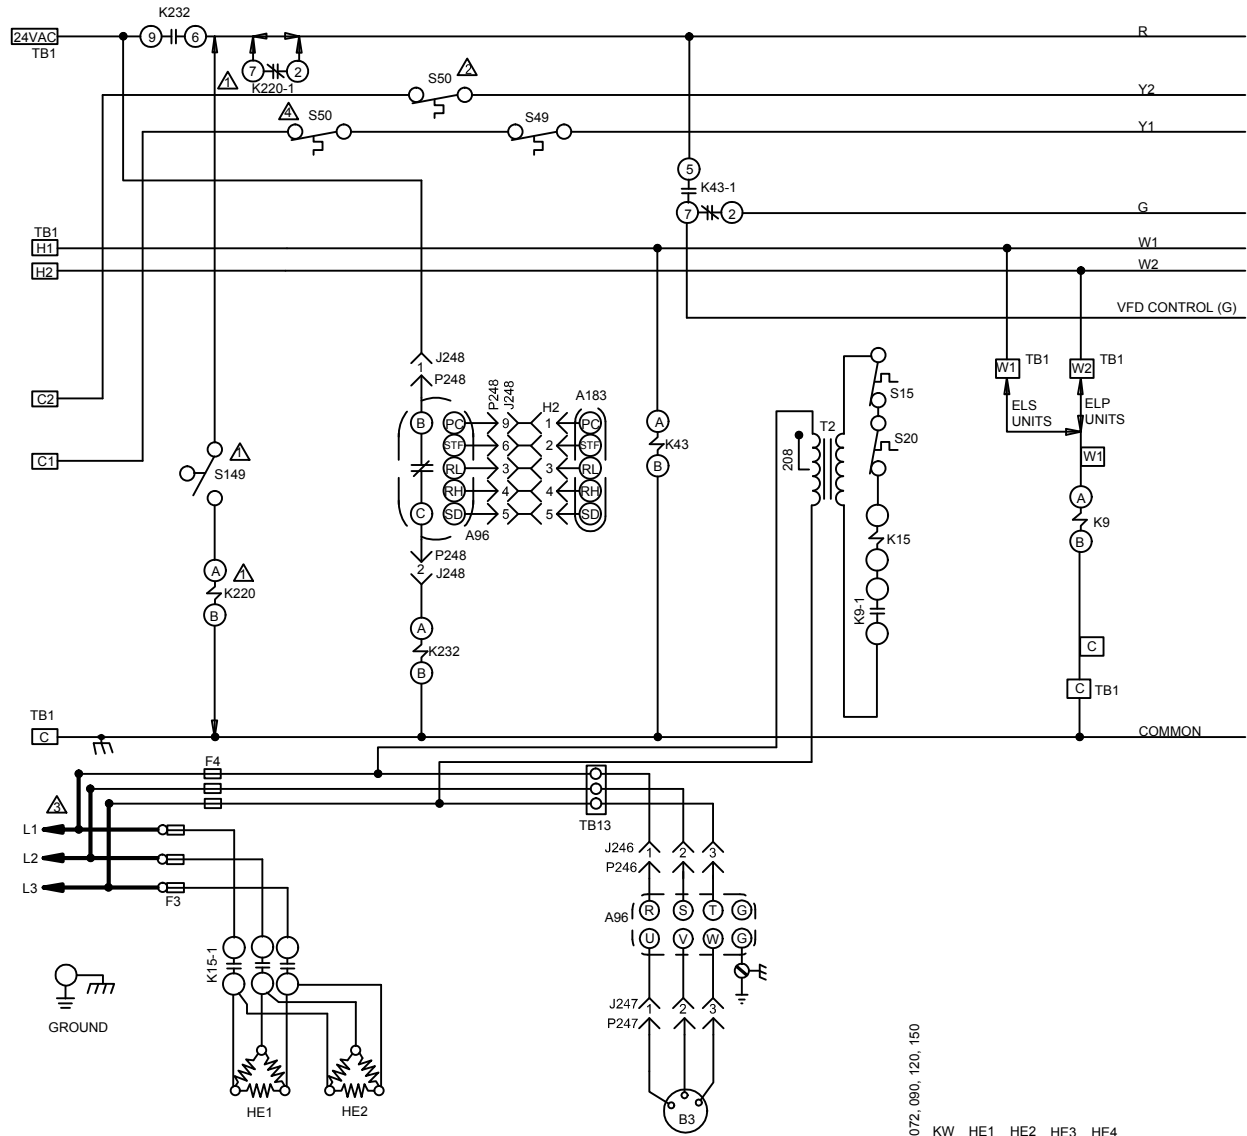 K232
24VAC 9 6 R
TB1
7 2
1 K220-1
S50 2
Y2
4 S50 S49 Y1
5
K43-1
7 2 G
TB1
H1 W1
H2 W2
VFD CONTROL (G)
J248
1
P248
W1 TB1 W2 TB1
ELS UNITS
ELP UNITS
C2
C1
S149 1
A 1
K220
B
P248 J248 H2 A183
B PC 9 1 PC
STF 6 2 STF
RL 3 3 RL
RH 4 4 RH
C SD 5 5 SD
A96
P248
2
J248
A
K232
B
A
K43
B
208
T2
S15
S20
K15
K9-1
W1
A
K9
B
C
C TB1
TB1
C COMMON
F4
TB13
3
L1
L2
L3
F3
K15-1
GROUND
HE1 HE2
J246 1 2 3
P246
A96 R S T G
U V W G
J247 1 2 3
P247
B3
072, 090, 120, 150
KW HE1 HE2 HE3 HE4